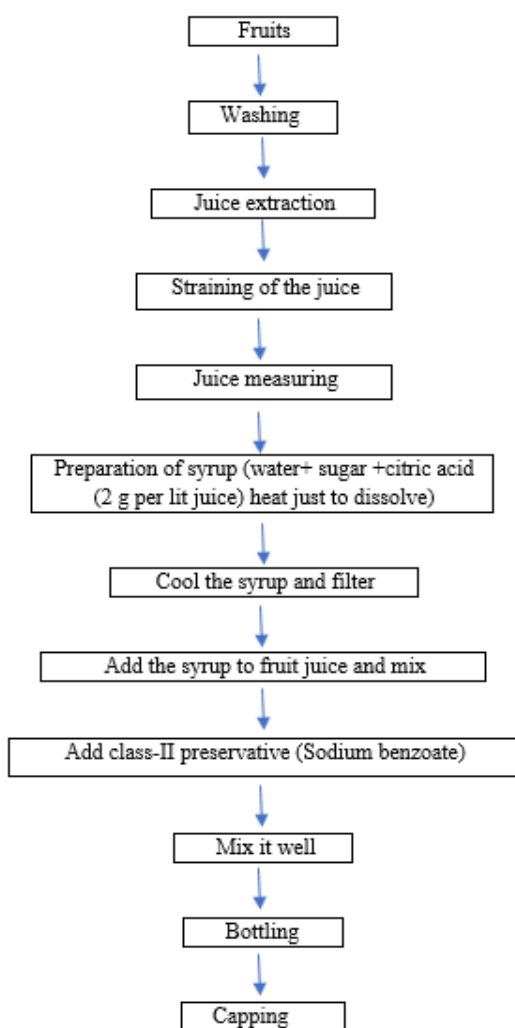 Fruits
Washing
Juice extraction
Straining of the juice
Juice measuring
Preparation of syrup (water+ sugar +citric acid
(2 g per lit juice) heat just to dissolve)
Cool the syrup and filter
Add the syrup to fruit juice and mix
Add class-II preservative (Sodium benzoate)
Mix it well
Bottling
Capping